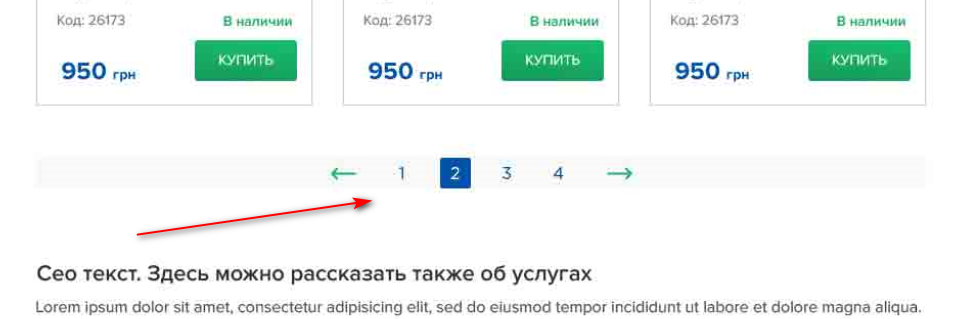 Код: 26173 В наличии Код: 26173 В наличии Код: 26173 В наличии
950 грн КУПИТЬ 950 грн КУПИТЬ 950 грн КУПИТЬ
← 1 2 3 4 →
Сео текст. Здесь можно рассказать также об услугах
Lorem ipsum dolor sit amet, consectetur adipisicing elit, sed do eiusmod tempor incididunt ut labore et dolore magna aliqua.